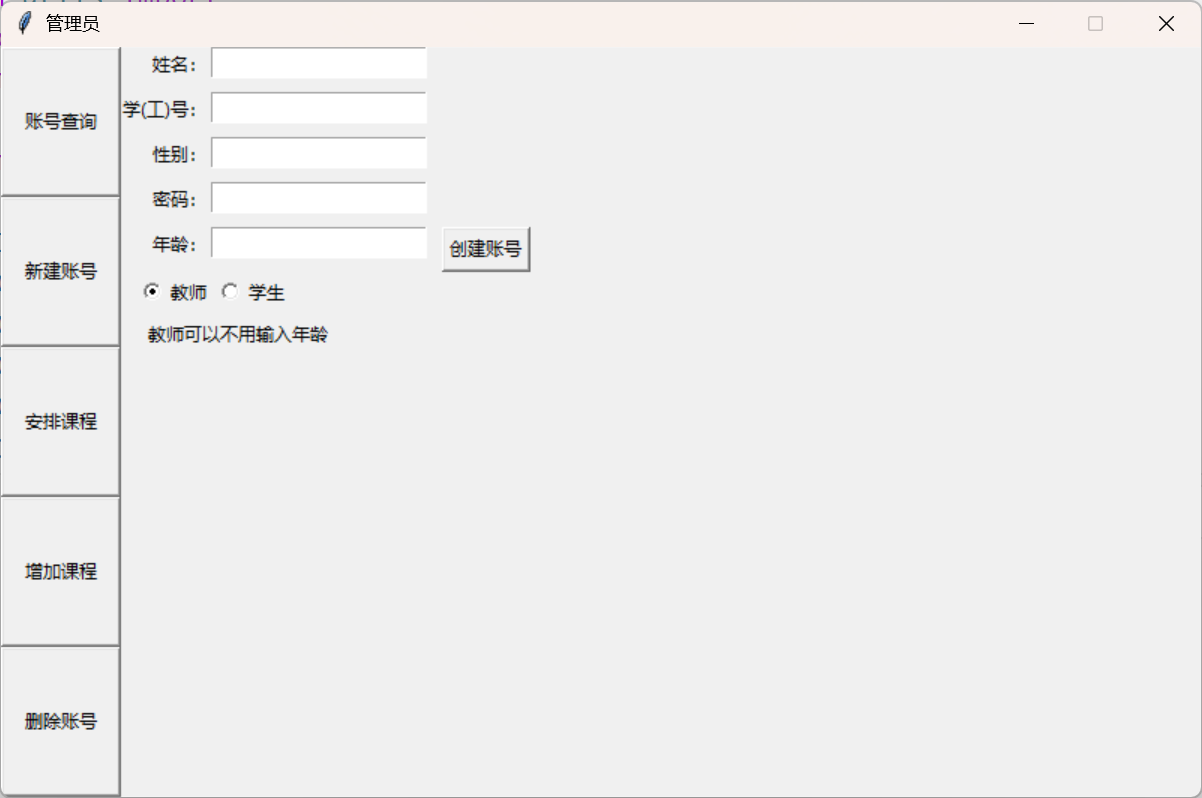 管理员
账号查询
新建账号
安排课程
增加课程
删除账号
姓名：
学(工)号：
性别：
密码：
年龄：
创建账号
教师 学生
教师可以不用输入年龄